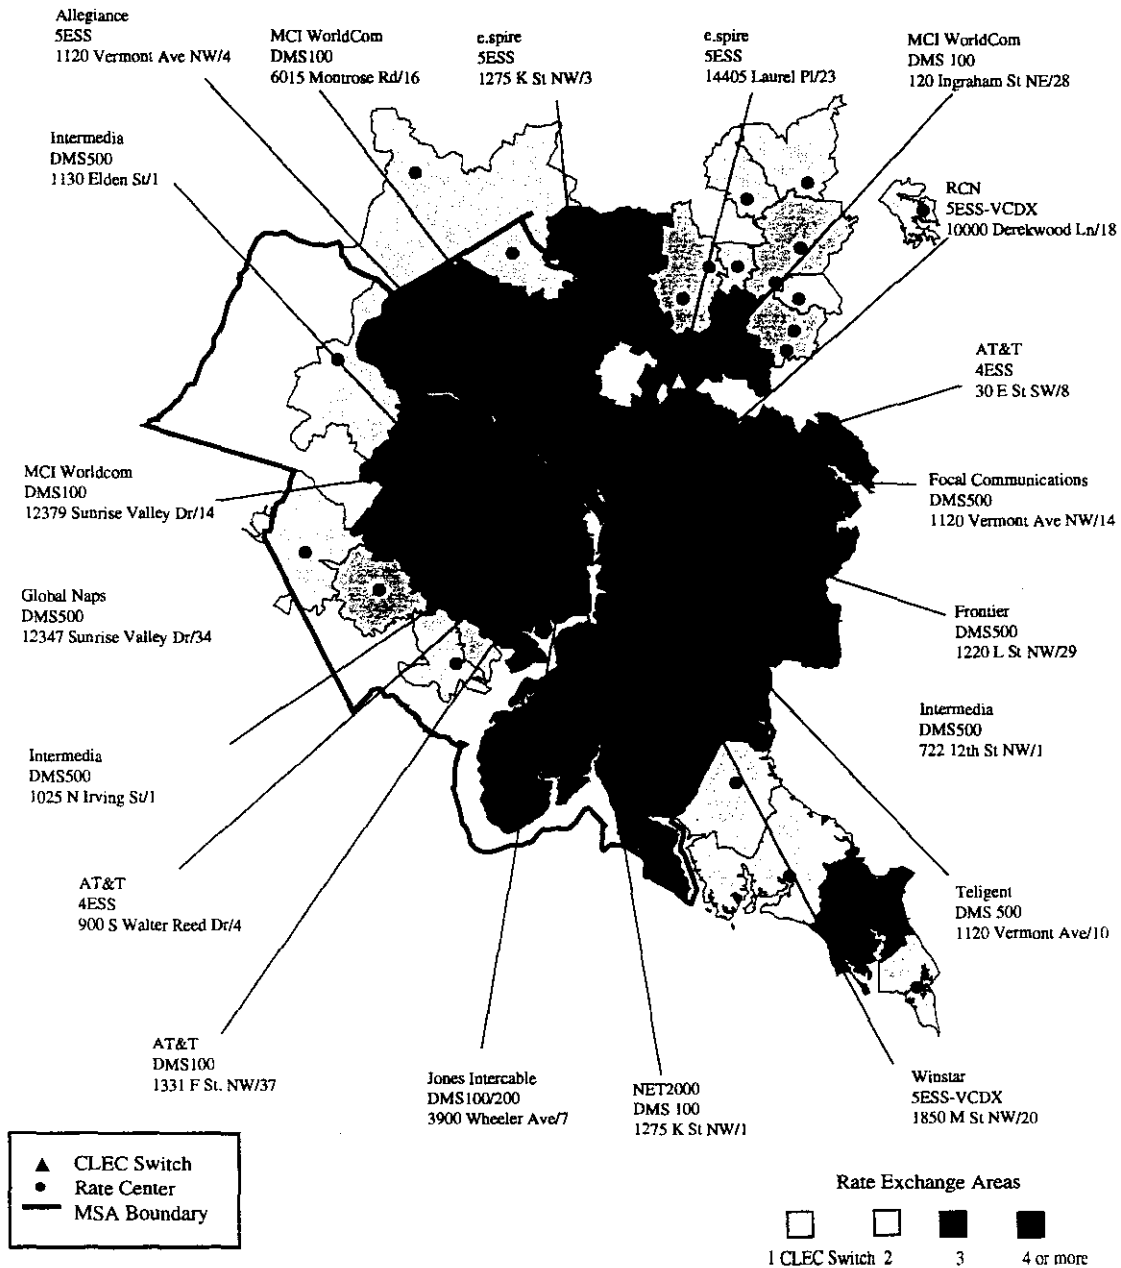 Allegiance
5ESS
1120 Vermont Ave NW/4
MCI WorldCom
DMS100
6015 Montrose Rd/16
e.spire
5ESS
1275 K St NW/3
e.spire
5ESS
14405 Laurel Pl/23
MCI WorldCom
DMS 100
120 Ingraham St NE/28
Intermedia
DMS500
1130 Elden St/1
RCN
5ESS-VCDX
10000 Derekwood Ln/18
AT&T
4ESS
30 E St SW/8
MCI Worldcom
DMS100
12379 Sunrise Valley Dr/14
Focal Communications
DMS500
1120 Vermont Ave NW/14
Global Naps
DMS500
12347 Sunrise Valley Dr/34
Frontier
DMS500
1220 L St NW/29
Intermedia
DMS500
722 12th St NW/1
Intermedia
DMS500
1025 N Irving St/1
AT&T
4ESS
900 S Walter Reed Dr/4
Teligent
DMS 500
1120 Vermont Ave/10
AT&T
DMS100
1331 F St. NW/37
Jones Intercable
DMS100/200
3900 Wheeler Ave/7
NET2000
DMS 100
1275 K St NW/1
Winstar
5ESS-VCDX
1850 M St NW/20
CLEC Switch
Rate Center
MSA Boundary
Rate Exchange Areas
1 CLEC Switch 2 3 4 or more